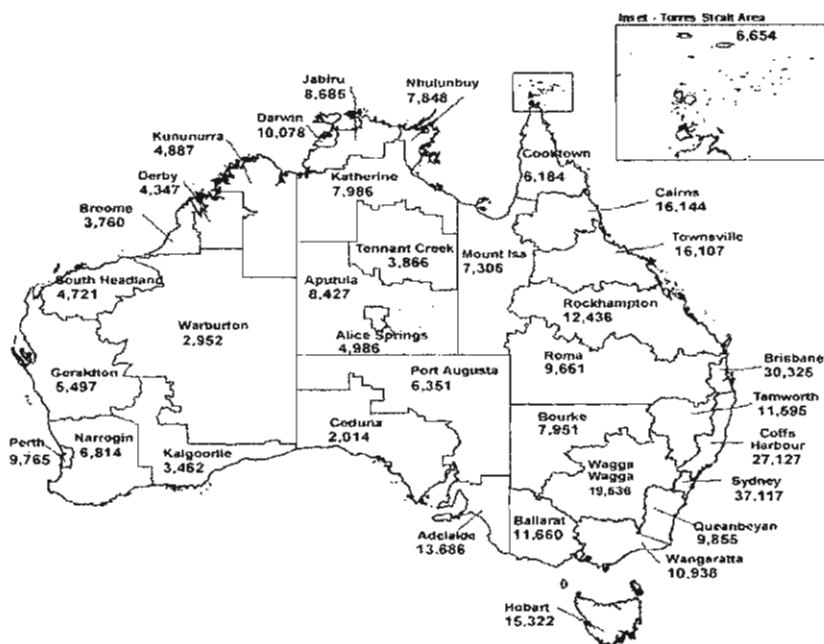 Inset - Torres Strait Area
6,654
Jabiru
8,685
Nhulunbuy
7,848
Darwin
10,078
Kununurra
4,887
Derby
4,347
Broome
3,760
Katherine
7,986
Cooktown
6,184
Cairns
16,144
Townsville
16,107
Tennant Creek
3,866
Mount Isa
7,306
South Headland
4,721
Aputula
8,427
Rockhampton
12,436
Warburton
2,952
Alice Springs
4,986
Roma
9,661
Brisbane
30,325
Geraldton
5,497
Port Augusta
6,351
Tamworth
11,595
Bourke
7,951
Ceduna
2,014
Coffs
Harbour
27,127
Perth
9,765
Narrogin
6,814
Kalgoorlie
3,462
Wagga
Wagga
19,636
Sydney
37,117
Adelaide
13,686
Ballarat
11,660
Queanbeyan
9,855
Wangaratta
10,938
Hobart
15,322